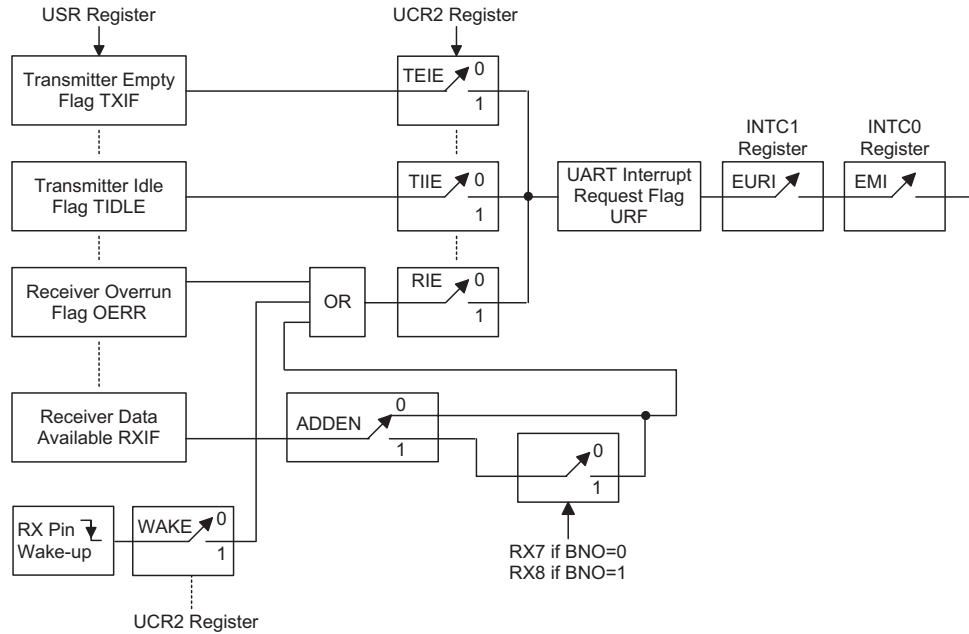 USR Register
UCR2 Register
Transmitter Empty
Flag TXIF
TEIE
0
1
INTC1
Register
INTC0
Register
Transmitter Idle
Flag TIDLE
TIIE
0
1
UART Interrupt
Request Flag
URF
EURI
EMI
Receiver Overrun
Flag OERR
OR
RIE
0
1
Receiver Data
Available RXIF
ADDEN
0
1
0
1
RX Pin
Wake-up
WAKE
0
1
RX7 if BNO=0
RX8 if BNO=1
UCR2 Register